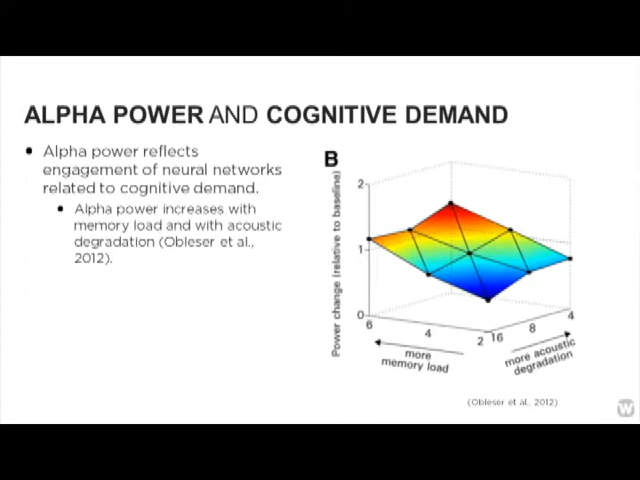 ALPHA POWER AND COGNITIVE DEMAND
• Alpha power reflects
engagement of neural networks
related to cognitive demand.
• Alpha power increases with
memory load and with acoustic
degradation (Obleser et al.,
2012).
B
Power change (relative to baseline)
2
1
0
6
4
2
16
8
4
more
memory load
more acoustic
degradation
(Obleser et al., 2012)
W